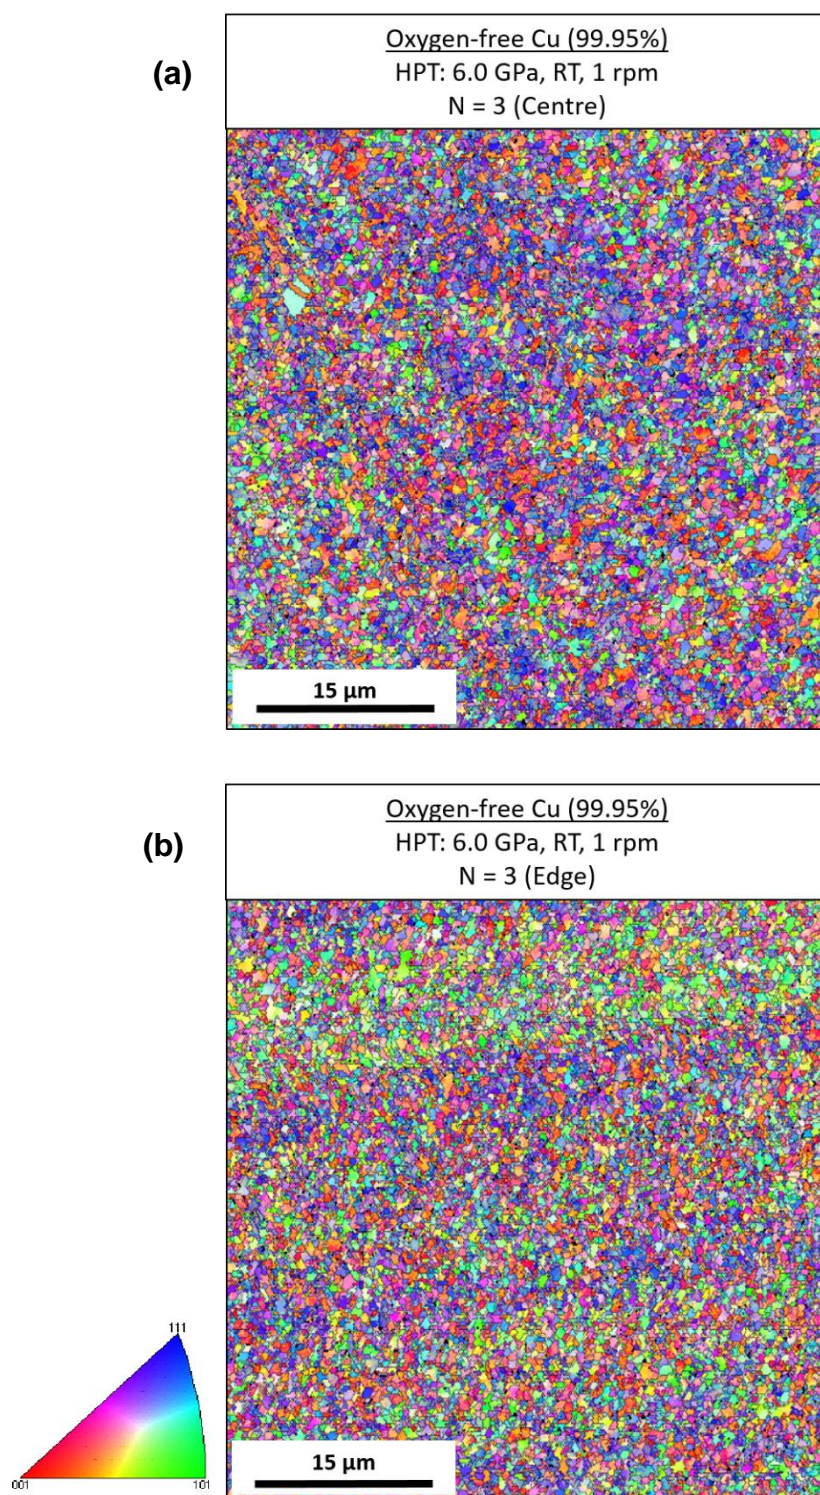 (a)
Oxygen-free Cu (99.95%)
HPT: 6.0 GPa, RT, 1 rpm
N = 3 (Centre)
15 µm
(b)
Oxygen-free Cu (99.95%)
HPT: 6.0 GPa, RT, 1 rpm
N = 3 (Edge)
111
001
101
15 µm